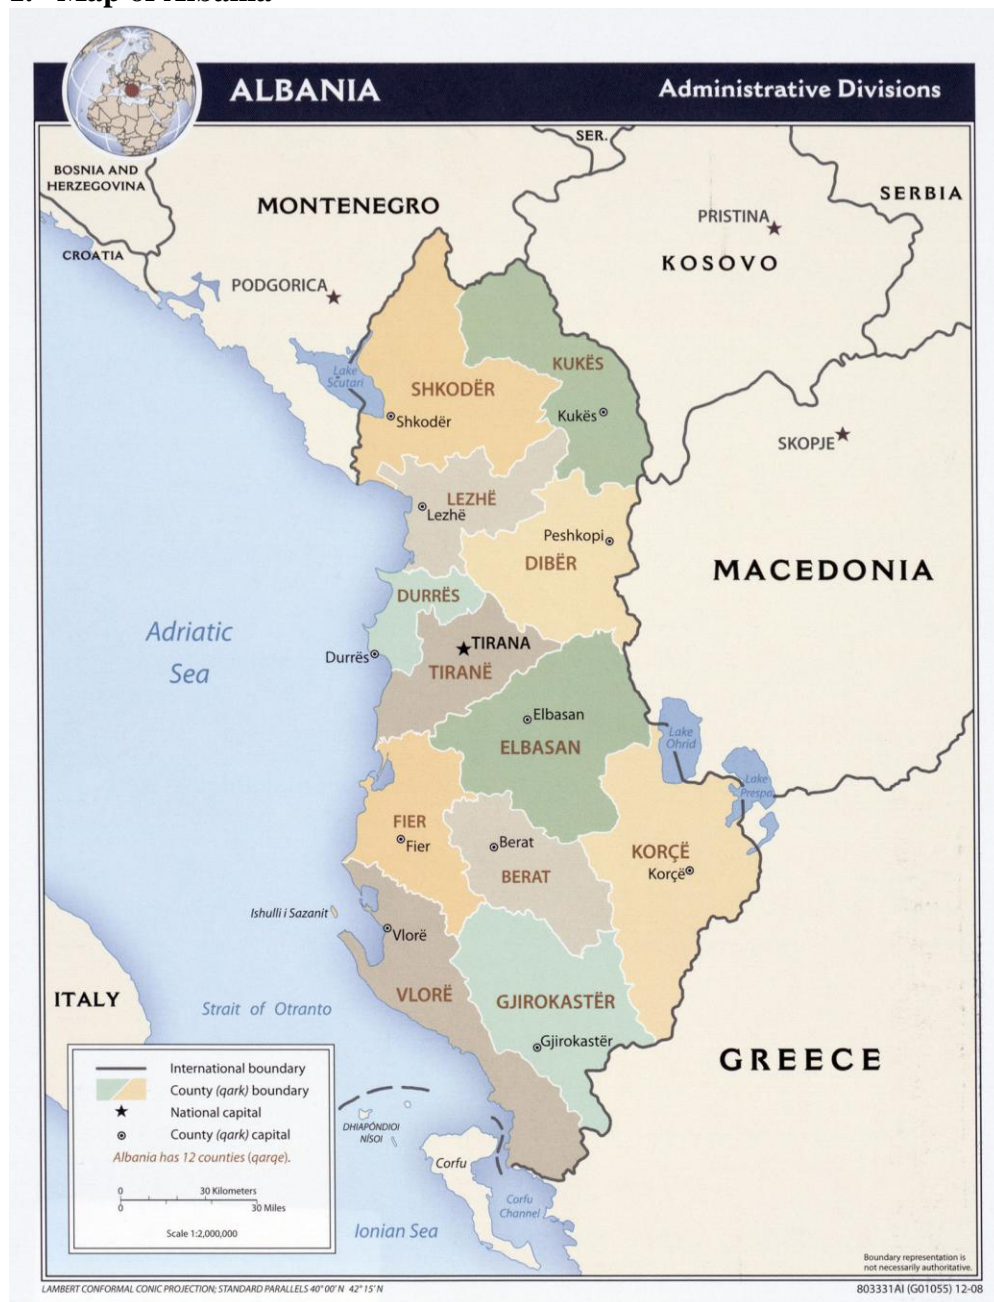 ALBANIA
Administrative Divisions
SER.
BOSNIA AND
HERZEGOVINA
SERBIA
MONTENEGRO
PRISTINA
CROATIA
KOSOVO
PODGORICA
KUKËS
Lake
Scutari
SHKODËR
Kukës
Shkodër
SKOPJE
LEZHË
Lezhë
Peshkopi
DIBËR
MACEDONIA
DURRËS
Adriatic
Sea
TIRANA
Durrës
TIRANË
Elbasan
Lake
Ohrid
ELBASAN
Lake
Prespa
FIER
Fier
Berat
KORÇË
Korçë
BERAT
Ishulli i Sazanit
Vlorë
ITALY
VLORË
GJIROKASTËR
Strait of Otranto
Gjirokastër
GREECE
International boundary
County (qark) boundary
National capital
County (qark) capital
Albania has 12 counties (qarqe).
0 30 Kilometers
0 30 Miles
Scale 1:2,000,000
DHIAPÓNDIOI
NÍSOI
Corfu
Corfu
Channel
Ionian Sea
Boundary representation is
not necessarily authoritative.
LAMBERT CONFORMAL CONIC PROJECTION; STANDARD PARALLELS 40° 00' N 42° 15' N
803331AI (G01055) 12-08